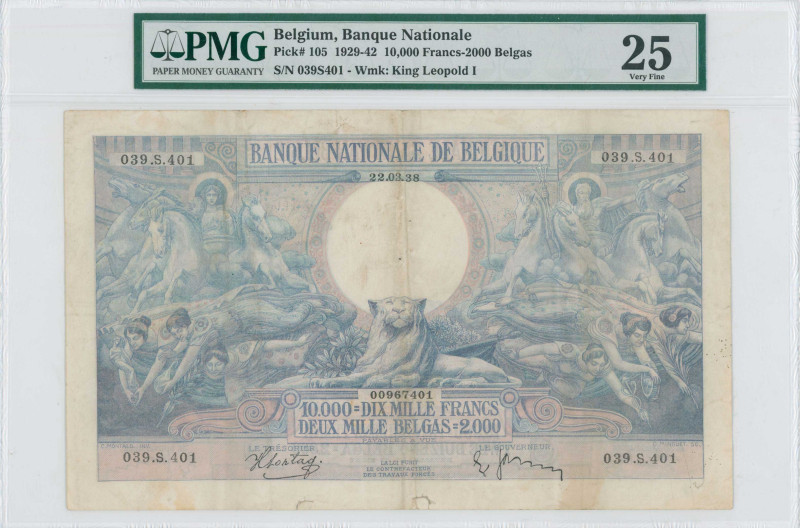 PMG
PAPER MONEY GUARANTY
Belgium, Banque Nationale
Pick# 105 1929-42 10,000 Francs-2000 Belgas
S/N 039S401 - Wmk: King Leopold I
25
Very Fine
039.S.401
BANQUE NATIONALE DE BELGIQUE
039.S.401
22.03.38
00967401
10.000=DIX MILLE FRANCS
DEUX MILLE BELGAS=2.000
PAYABLES A VUE
LE TRÉSORIER
LE GOUVERNEUR
039.S.401
LA LOI PUNIT
LE CONTREFACTEUR
DES TRAVAUX FORCÉS
039.S.401